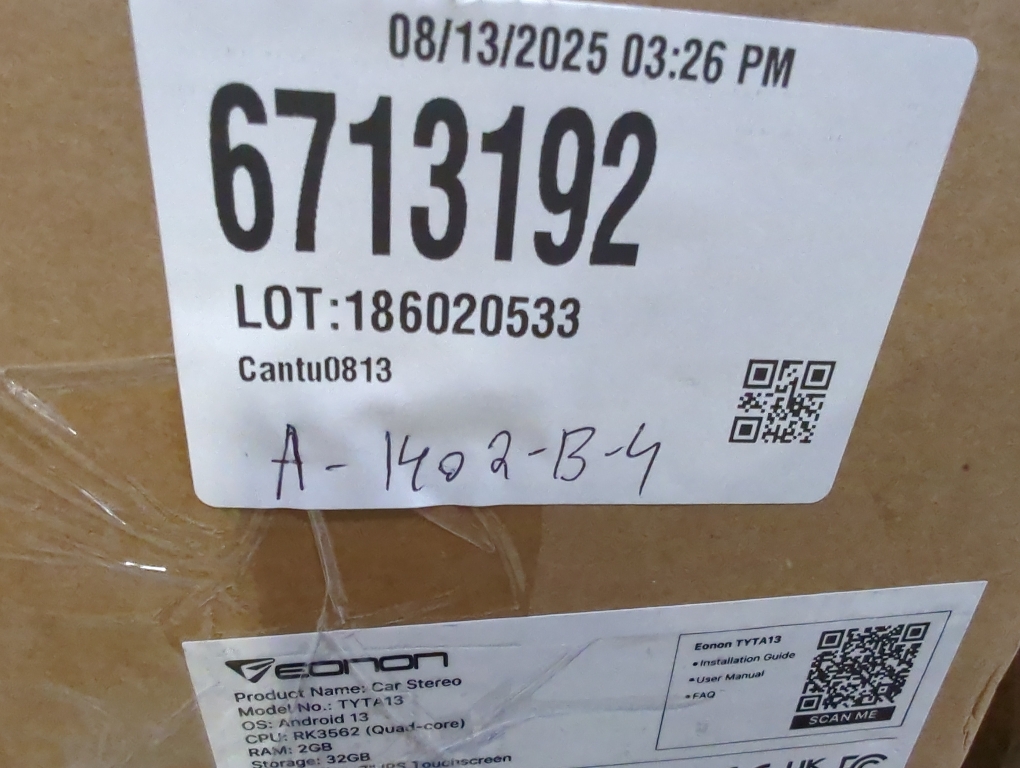 08/13/2025 03:26 PM
6713192
LOT:186020533
Cantu0813
A-1402-B-4
EONON
Product Name: Car Stereo
Model No.: TYTA13
OS: Android 13
CPU: RK3562 (Quad-core)
RAM: 2GB
Storage: 32GB
Touchscreen
Eonon TYTA13
• Installation Guide
• User Manual
• FAQ
SCAN ME
UK